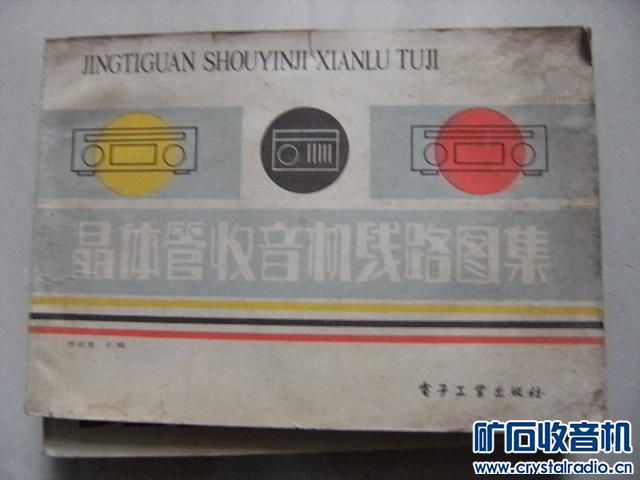 JINGTIGUAN SHOUYINJI XIANLU TUJI
晶体管收音机线路图集
电子工業出版社
矿石收音机
www.crystalradio.cn